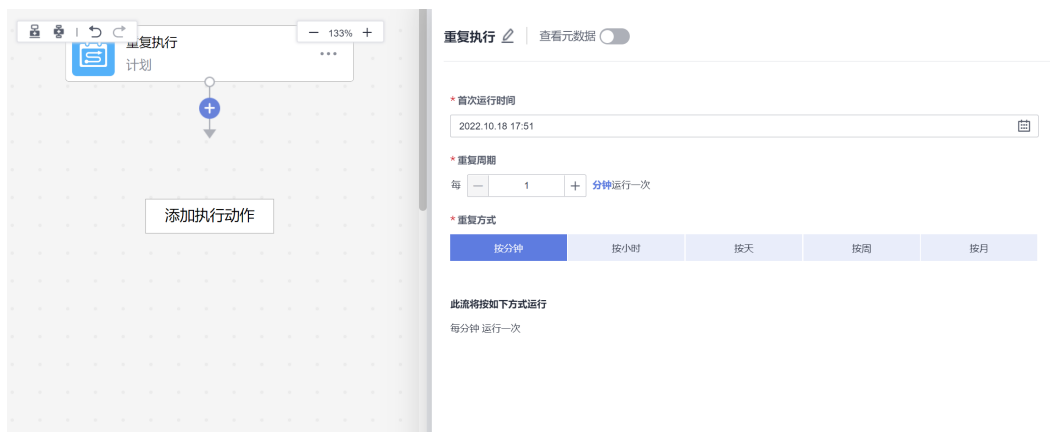 133%
重复执行
计划
添加执行动作
重复执行 查看元数据
* 首次运行时间
2022.10.18 17:51
* 重复周期
每 — 1 + 分钟运行一次
* 重复方式
按分钟 按小时 按天 按周 按月
此流将按如下方式运行
每分钟 运行一次